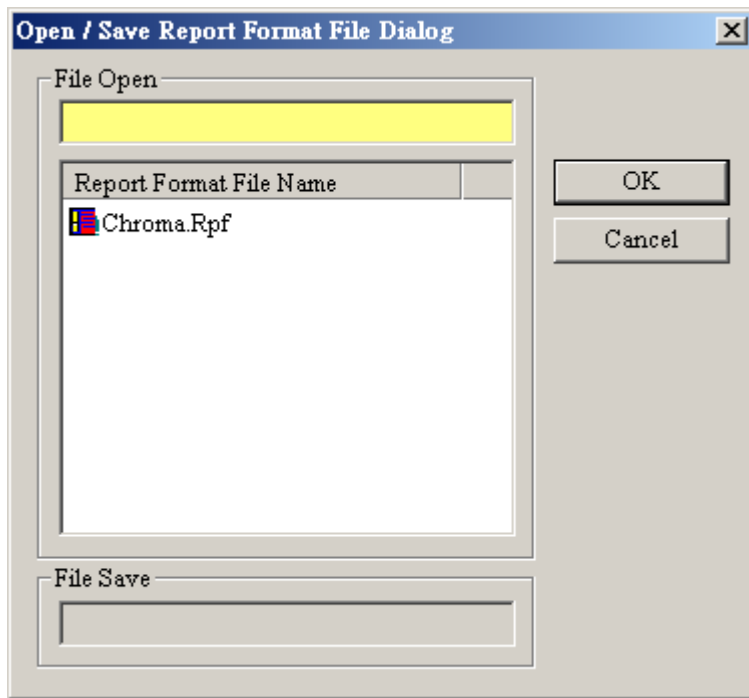 Open / Save Report Format File Dialog
File Open
Report Format File Name
Chroma.Rpf
OK
Cancel
File Save